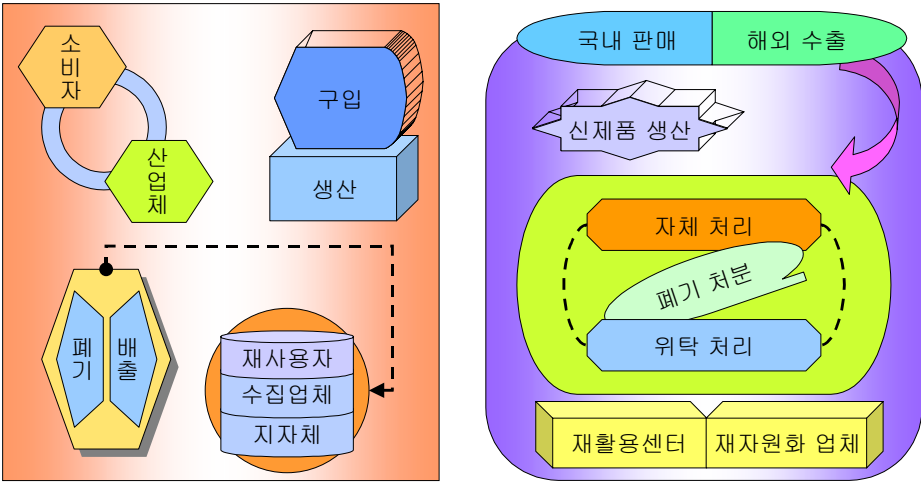 소비자
산업체
구입
생산
폐기
배출
재사용자
수집업체
지자체
국내 판매
해외 수출
신제품 생산
자체 처리
폐기 처분
위탁 처리
재활용센터
재자원화 업체